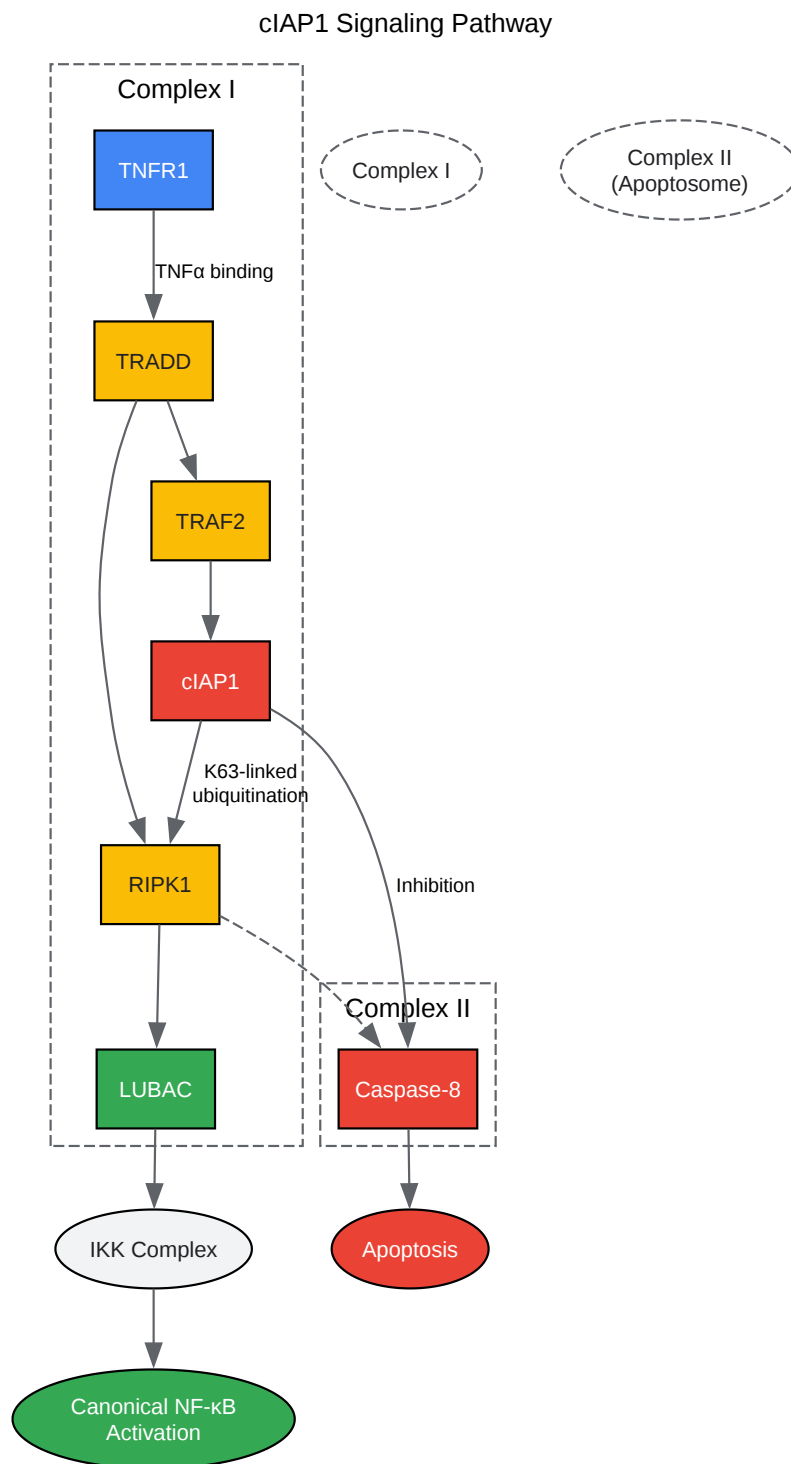 cIAP1 Signaling Pathway
Complex I
TNFR1
Complex I
Complex II
(Apoptosome)
TNFα binding
TRADD
TRAF2
cIAP1
K63-linked
ubiquitination
RIPK1
Inhibition
Complex II
LUBAC
Caspase-8
IKK Complex
Apoptosis
Canonical NF-κB
Activation